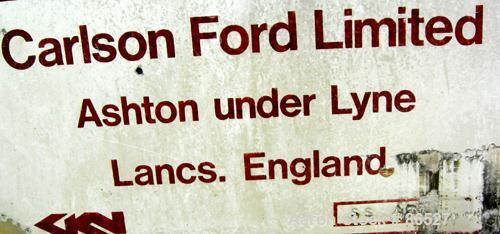 Carlson Ford Limited
Ashton under Lyne
Lancs. England